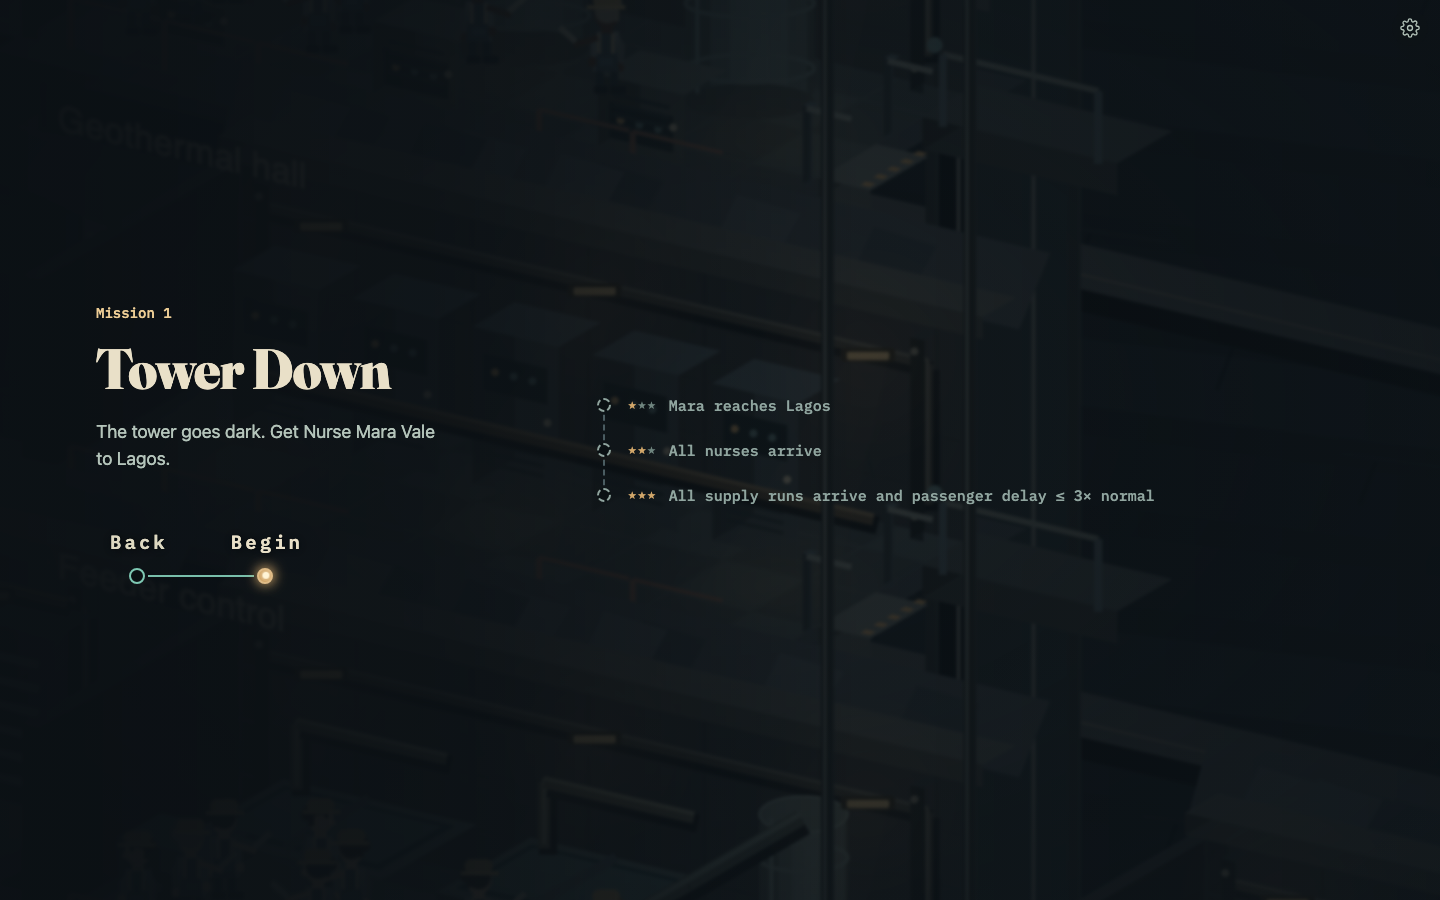 Geothermal hall
Mission 1
Tower Down
The tower goes dark. Get Nurse Mara Vale
to Lagos.
★★★ Mara reaches Lagos
★★★ All nurses arrive
★★★ All supply runs arrive and passenger delay ≤ 3× normal
Back Begin
Feeder control